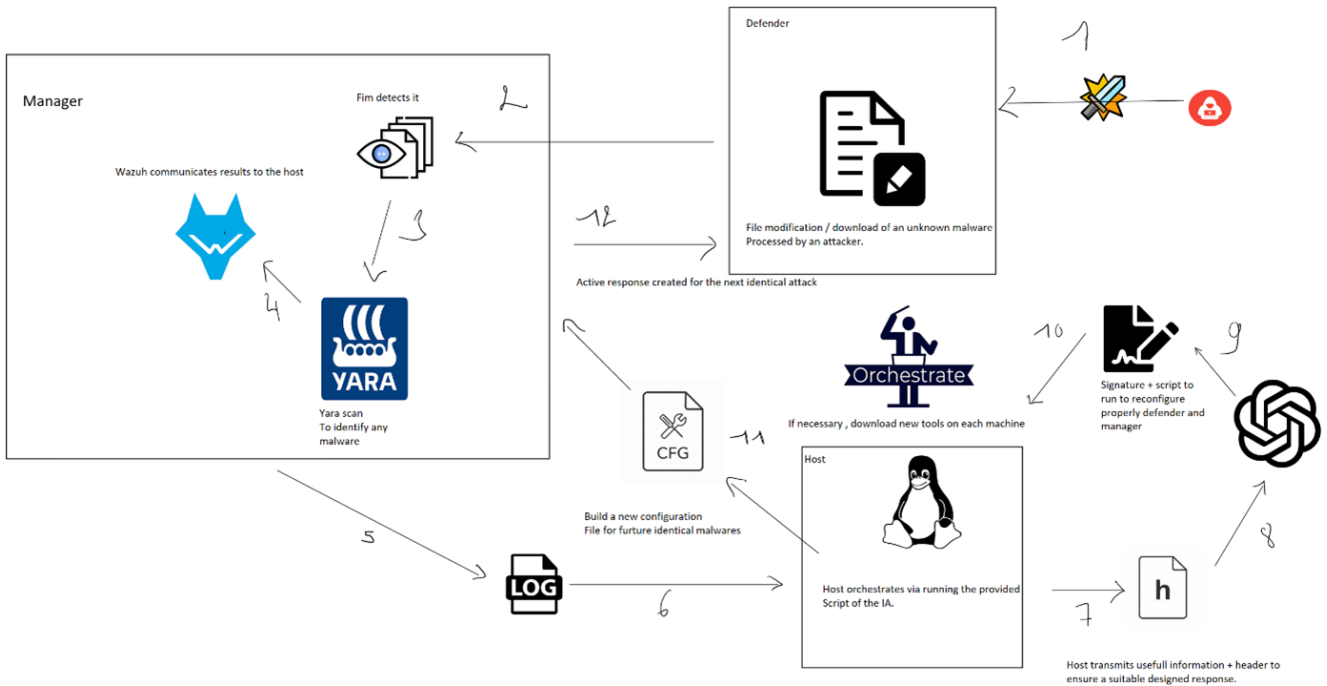 Defender
1
Manager
Fim detects it
2
Wazuh communicates results to the host
3
12
File modification / download of an unknown malware
Processed by an attacker.
Active response created for the next identical attack
4
YARA
Yara scan
To identify any
malware
Orchestrate
10
9
Signature + script to
run to reconfigure
properly defender and
manager
If necessary , download new tools on each machine
CFG
11
Host
Build a new configuration
File for furture identical malwares
5
LOG
6
Host orchestrates via running the provided
Script of the IA.
7
h
8
Host transmits usefull information + header to
ensure a suitable designed response.